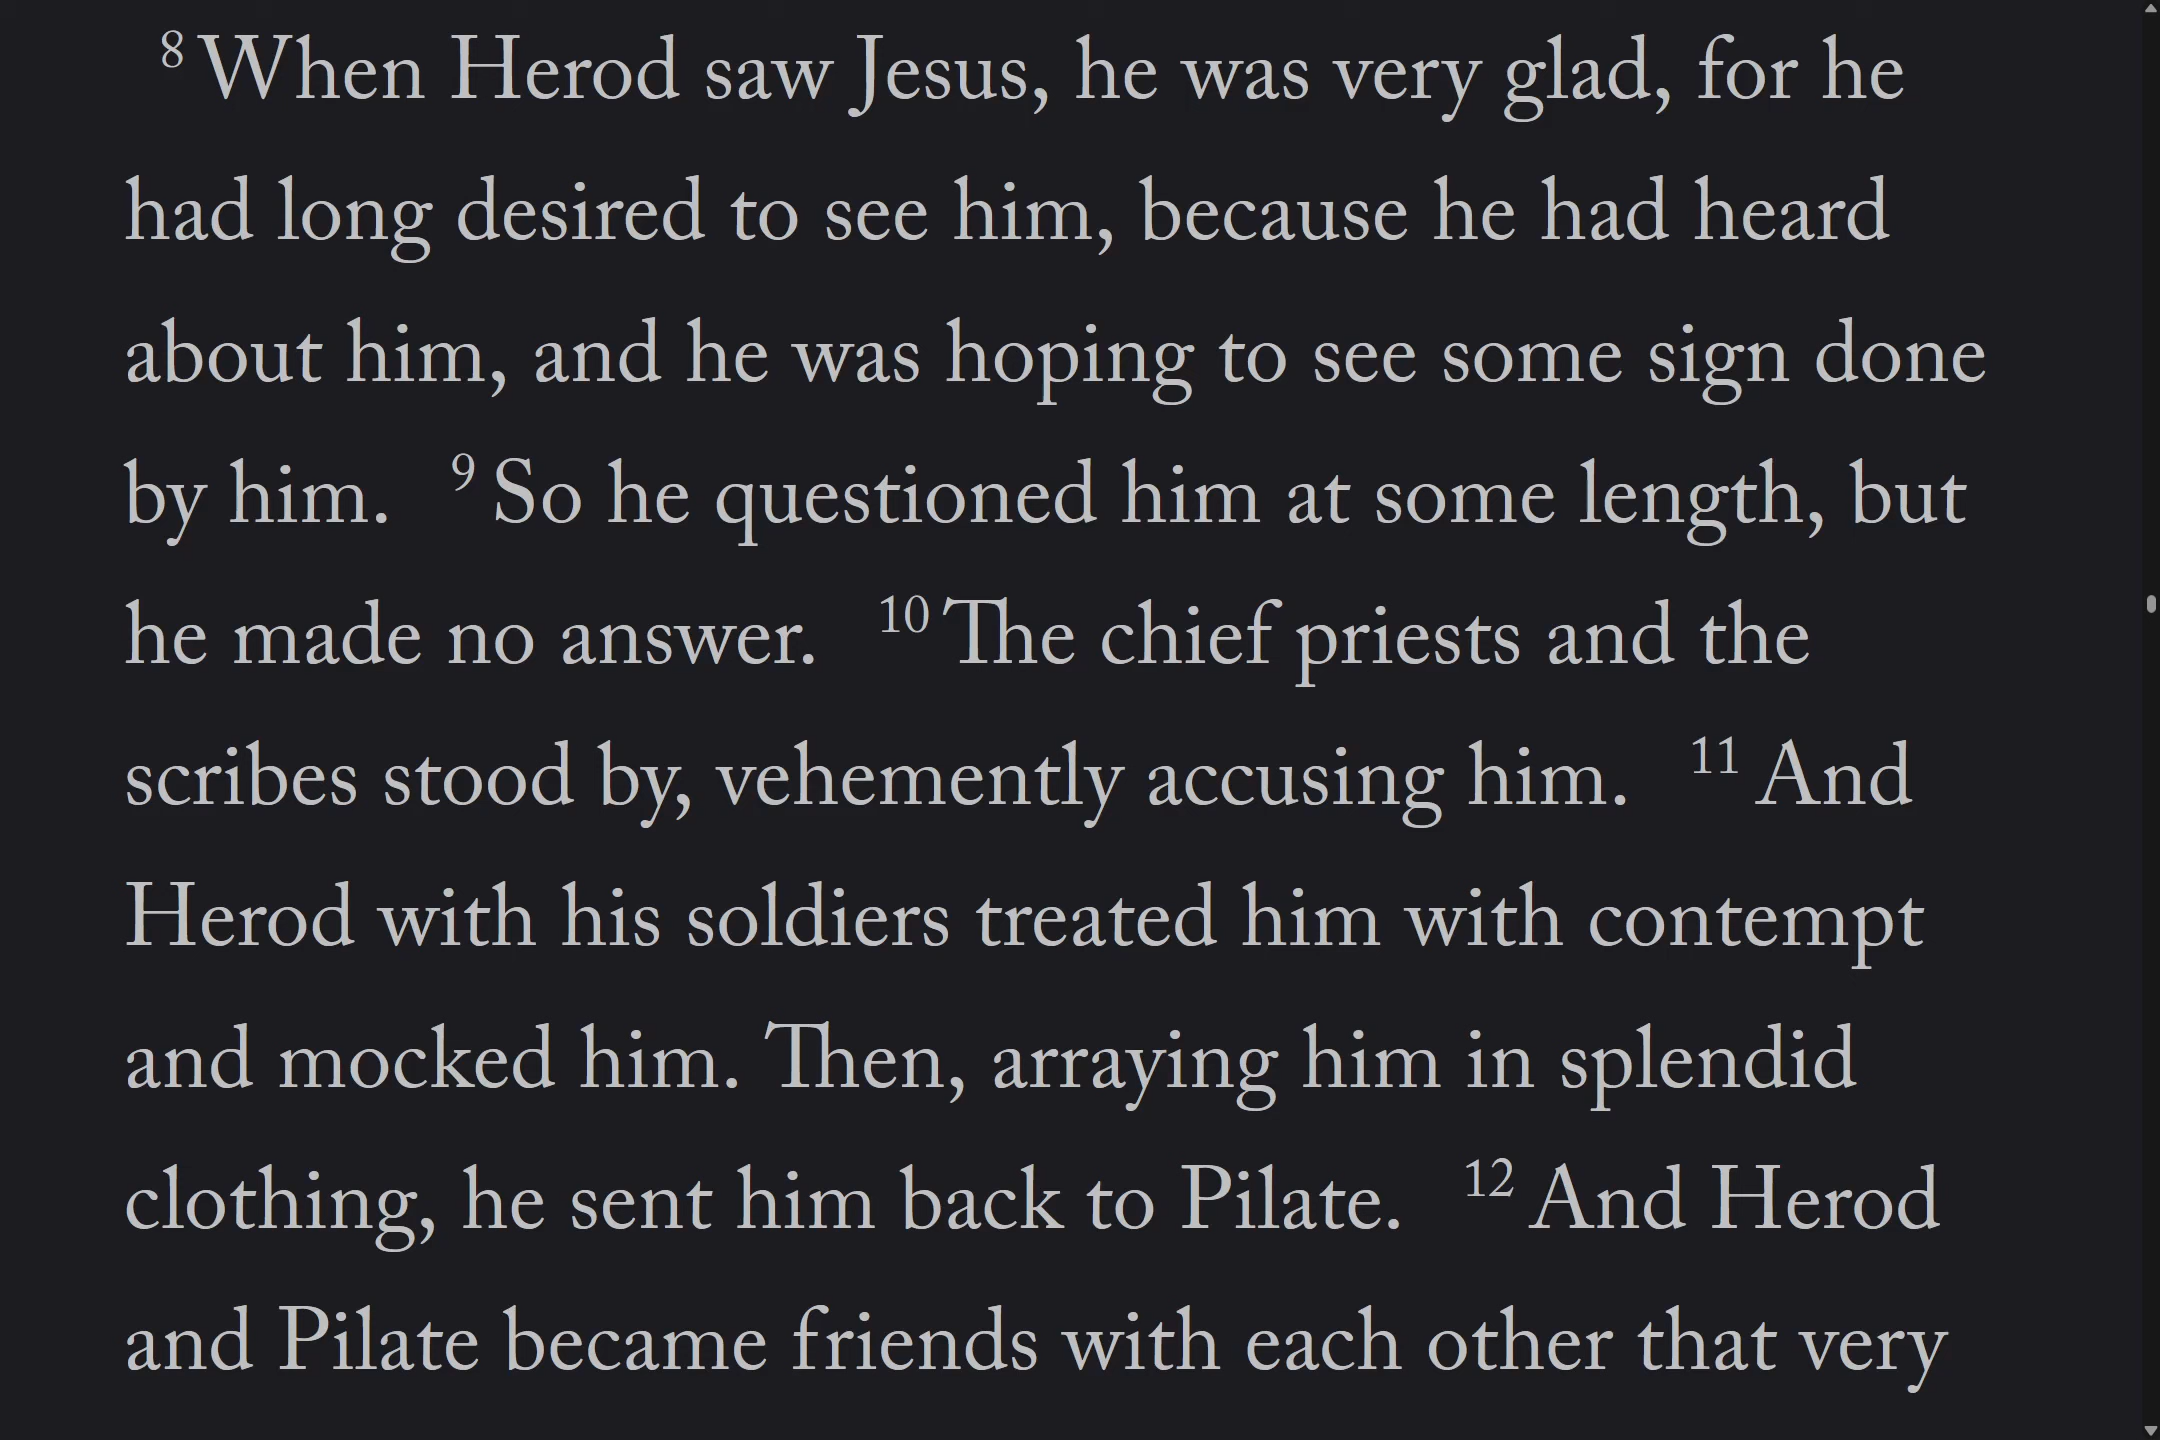 8 When Herod saw Jesus, he was very glad, for he
had long desired to see him, because he had heard
about him, and he was hoping to see some sign done
by him. 9 So he questioned him at some length, but
he made no answer. 10 The chief priests and the
scribes stood by, vehemently accusing him. 11 And
Herod with his soldiers treated him with contempt
and mocked him. Then, arraying him in splendid
clothing, he sent him back to Pilate. 12 And Herod
and Pilate became friends with each other that very